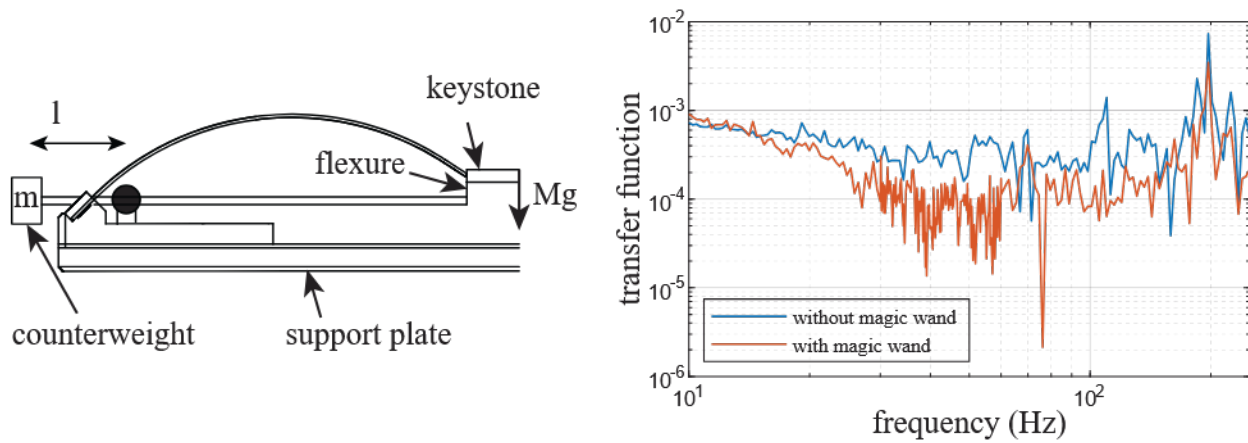 l
keystone
flexure
m
Mg
counterweight
support plate
transfer function
10^-2
10^-3
10^-4
10^-5
10^-6
without magic wand
with magic wand
10^1
10^2
frequency (Hz)